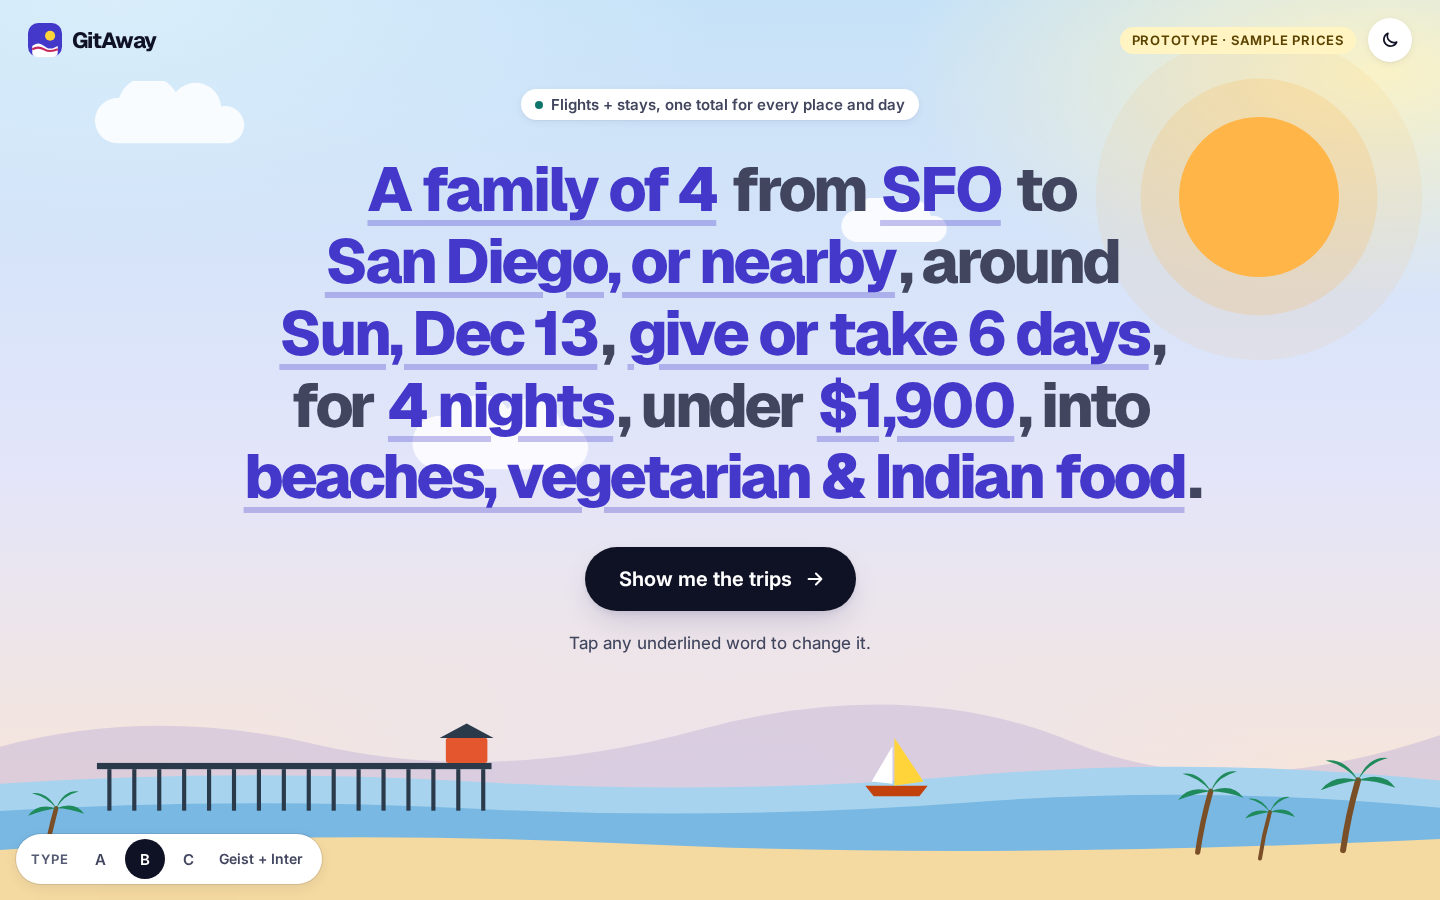 GitAway
PROTOTYPE · SAMPLE PRICES
Flights + stays, one total for every place and day
A family of 4 from SFO to
San Diego, or nearby, around
Sun, Dec 13, give or take 6 days,
for 4 nights, under $1,900, into
beaches, vegetarian & Indian food.
Show me the trips →
Tap any underlined word to change it.
TYPE A B C Geist + Inter